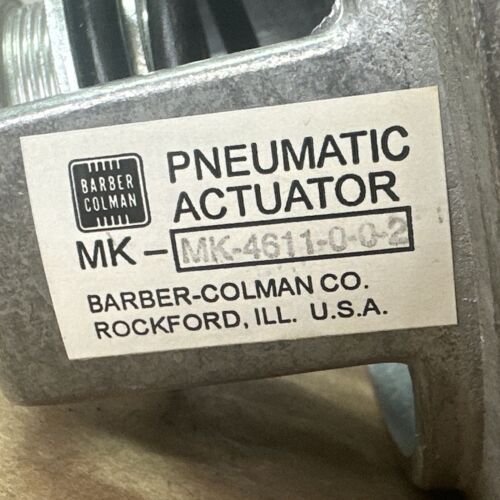 BARBER
COLMAN
PNEUMATIC
ACTUATOR
MK- MK-4611-0-0-2
BARBER-COLMAN CO.
ROCKFORD, ILL. U.S.A.